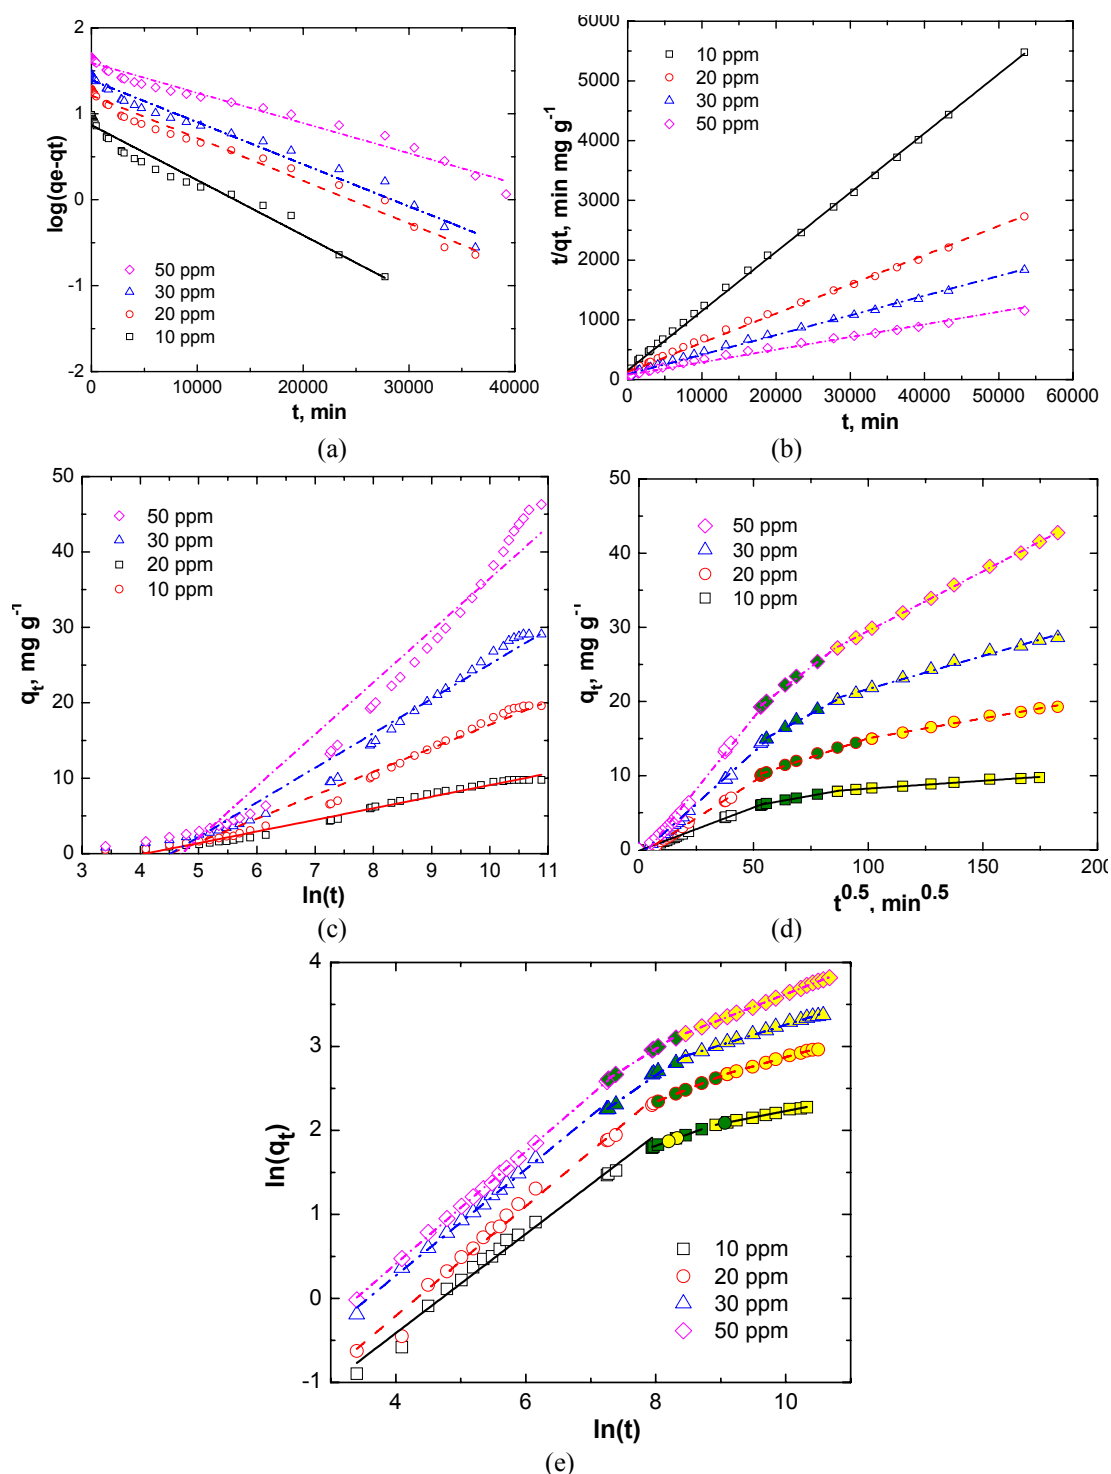 2
1
0
-1
-2
log(qe-qt)
50 ppm
30 ppm
20 ppm
10 ppm
0 10000 20000 30000 40000
t, min
(a)
6000
5000
4000
3000
2000
1000
0
t/qt, min mg g⁻¹
10 ppm
20 ppm
30 ppm
50 ppm
0 10000 20000 30000 40000 50000 60000
t, min
(b)
50
40
30
20
10
0
qₜ, mg g⁻¹
50 ppm
30 ppm
20 ppm
10 ppm
3 4 5 6 7 8 9 10 11
ln(t)
(c)
50
40
30
20
10
0
qₜ, mg g⁻¹
50 ppm
30 ppm
20 ppm
10 ppm
0 50 100 150 200
t⁰·⁵, min⁰·⁵
(d)
4
3
2
1
0
-1
ln(qₜ)
10 ppm
20 ppm
30 ppm
50 ppm
4 6 8 10
ln(t)
(e)